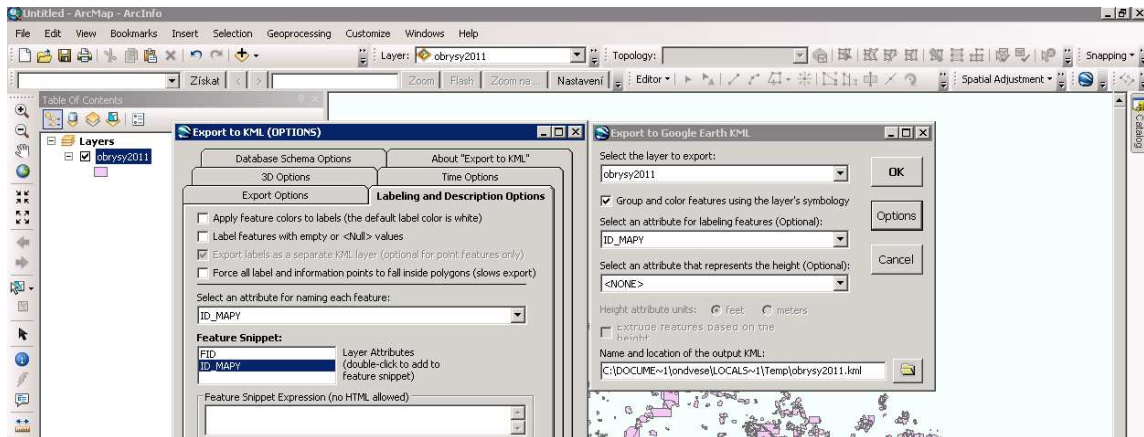 Untitled - ArcMap - ArcInfo
File Edit View Bookmarks Insert Selection Geoprocessing Customize Windows Help
Layer: obrysy2011 Topology: Snapping
Získat Zoom Flash Zoom na ... Nastavení Editor Spatial Adjustment
Table Of Contents
Layers
obrysy2011
Catalog
Export to KML (OPTIONS)
Database Schema Options About "Export to KML"
3D Options Time Options
Export Options Labeling and Description Options
Apply feature colors to labels (the default label color is white)
Label features with empty or <Null> values
Export labels as a separate KML layer (optional for point features only)
Force all label and information points to fall inside polygons (slows export)
Select an attribute for naming each feature:
ID_MAPY
Feature Snippet:
FID
ID_MAPY
Layer Attributes
(double-click to add to
feature snippet)
Feature Snippet Expression (no HTML allowed)
Export to Google Earth KML
Select the layer to export:
obrysy2011
OK
Group and color features using the layer's symbology
Options
Select an attribute for labeling features (Optional):
ID_MAPY
Cancel
Select an attribute that represents the height (Optional):
<NONE>
Height attribute units: feet meters
Extrude features based on the
height
Name and location of the output KML:
C:\DOCUME~1\ondvese\LOCALS~1\Temp\obrysy2011.kml